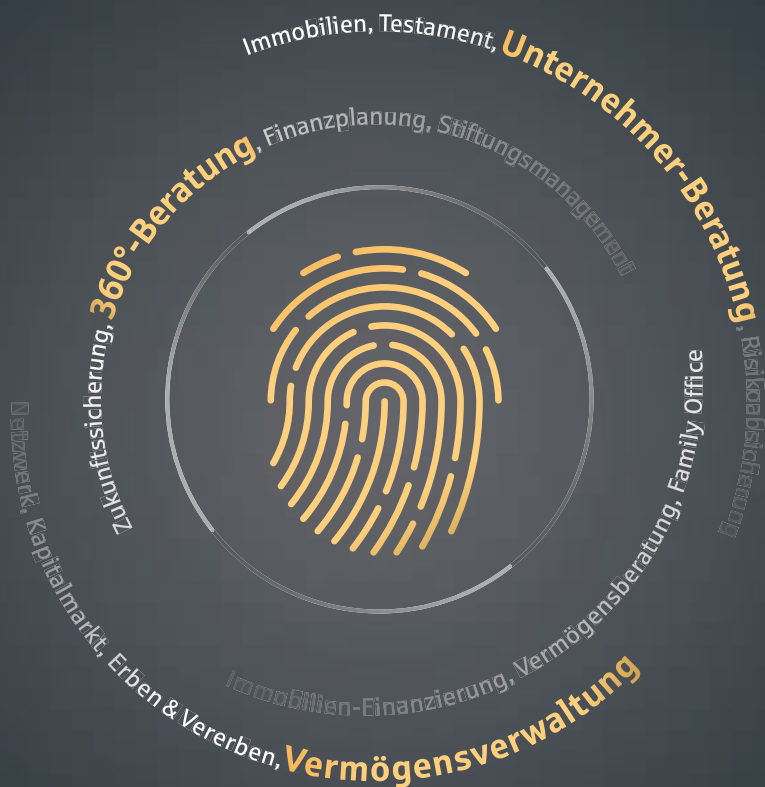 Immobilien, Testament, Unternehmer-Beratung, Risikoabsicherung
Zukunftssicherung, 360°-Beratung, Finanzplanung, Stiftungsmanagement
Immobilien-Finanzierung, Vermögensberatung, Family Office
Netzwerk, Kapitalmarkt, Erben & Vererben, Vermögensverwaltung